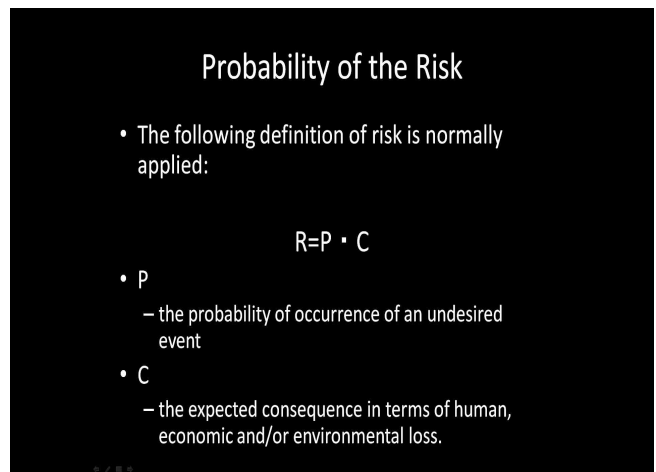 Probability of the Risk
• The following definition of risk is normally
applied:
R=P · C
• P
– the probability of occurrence of an undesired
event
• C
– the expected consequence in terms of human,
economic and/or environmental loss.